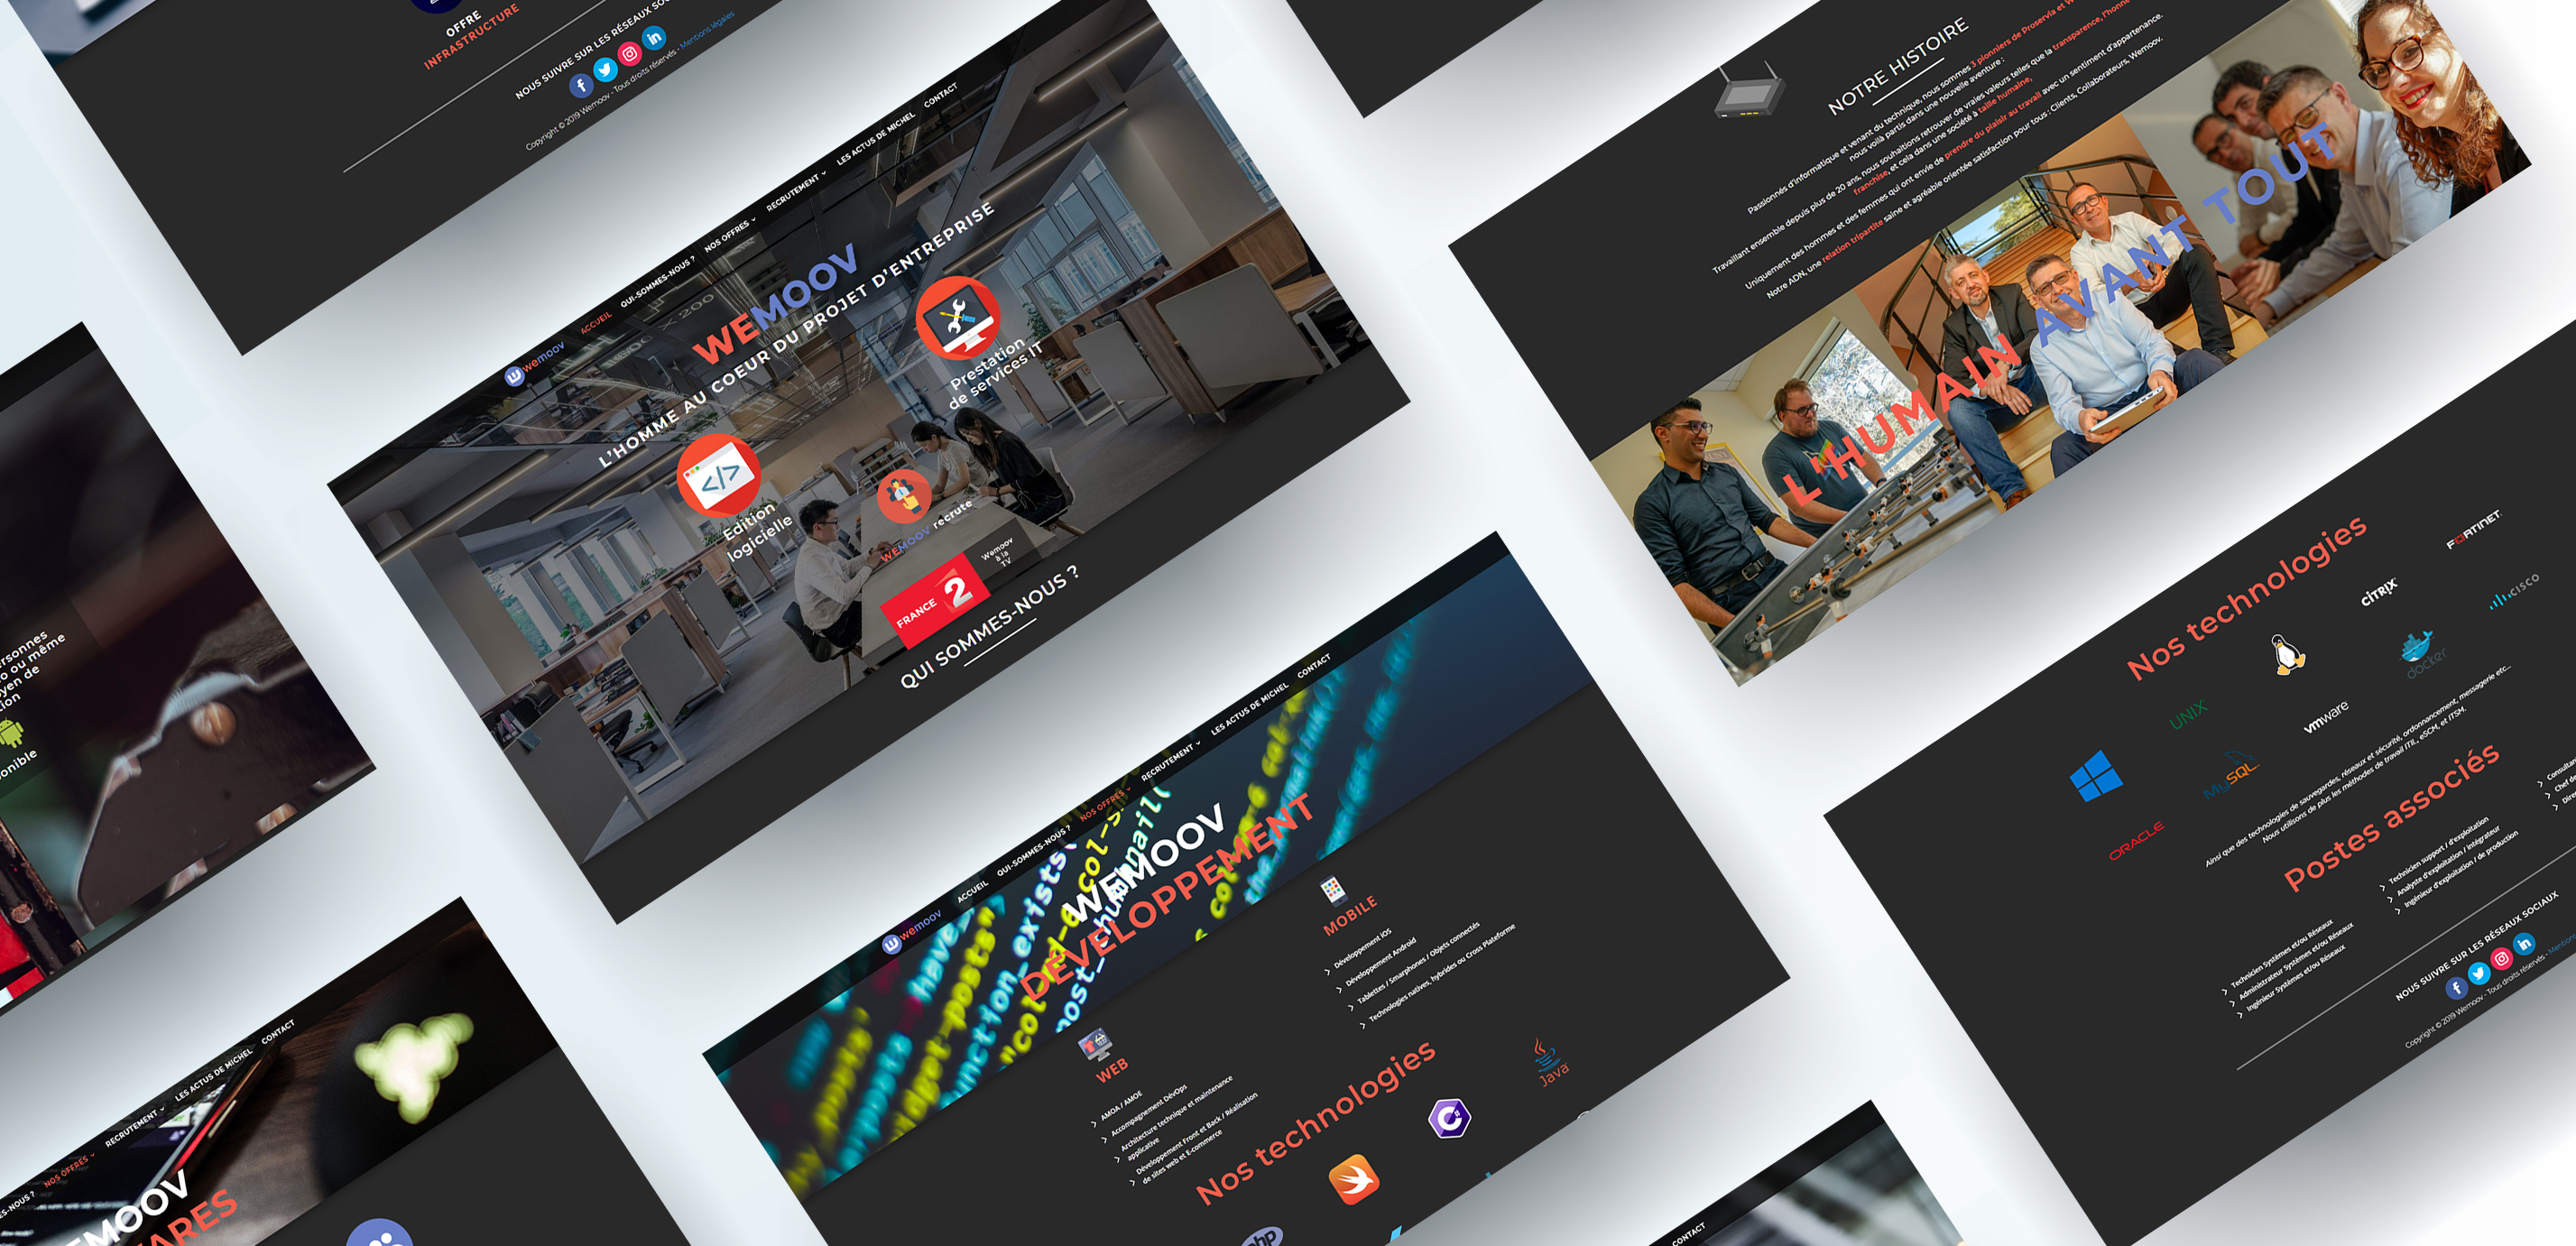 OFFRE
INFRASTRUCTURE
NOUS SUIVRE SUR LES RÉSEAUX
Copyright © 2019 Wemoov - Tous droits réservés - Mentions légales
wemoov
ACCUEIL QUI-SOMMES-NOUS ? NOS OFFRES RECRUTEMENT LES ACTUS DE MICHEL CONTACT
WEMOOV
L'HOMME AU COEUR DU PROJET D'ENTREPRISE
Edition
logicielle
Prestation
de services IT
WEMOOV recrute
FRANCE 2
Wemoov
à la
TV
QUI SOMMES-NOUS ?
NOTRE HISTOIRE
Passionnés d'informatique et venant du technique, nous sommes 3 pionniers de Proservia et
nous voilà partis dans une nouvelle aventure :
Travaillant ensemble depuis plus de 20 ans, nous souhaitions retrouver de vraies valeurs telles que la transparence,
franchise, et cela dans une société à taille humaine,
Uniquement des hommes et des femmes qui ont envie de prendre du plaisir au travail avec un sentiment d'appartenance.
Notre ADN, une relation tripartite saine et agréable orientée satisfaction pour tous : Clients, Collaborateurs, Wemoov.
L'HUMAIN AVANT TOUT
ou même
tion
wemoov
ACCUEIL QUI-SOMMES-NOUS ? NOS OFFRES RECRUTEMENT LES ACTUS DE MICHEL CONTACT
WEMOOV
DÉVELOPPEMENT
WEB
AMOA / AMOE
Accompagnement DevOps
Architecture technique et maintenance
applicative
Développement Front et Back / Réalisation
de sites web et E-commerce
MOBILE
Développement iOS
Développement Android
Tablettes / Smarphones / Objets connectés
Technologies natives, hybrides ou Cross Plateforme
Nos technologies
Java
php
Nos technologies
FORTINET
CITRIX
CISCO
docker
UNIX
vmware
MySQL
ORACLE
Ainsi que des technologies de sauvegardes, réseaux et sécurité, ordonnancement, messagerie etc...
Nous utilisons de plus les méthodes de travail ITIL, eSCM, et ITSM.
Postes associés
Technicien Systèmes et/ou Réseaux
Administrateur Systèmes et/ou Réseaux
Ingénieur Systèmes et/ou Réseaux
Technicien support / d'exploitation
Analyste d'exploitation / Intégrateur
Ingénieur d'exploitation / de production
NOUS SUIVRE SUR LES RÉSEAUX SOCIAUX
Copyright © 2019 Wemoov - Tous droits réservés - Mentions
NOUS ? NOS OFFRES RECRUTEMENT LES ACTUS DE MICHEL CONTACT
EMOOV
ARES
CONTACT